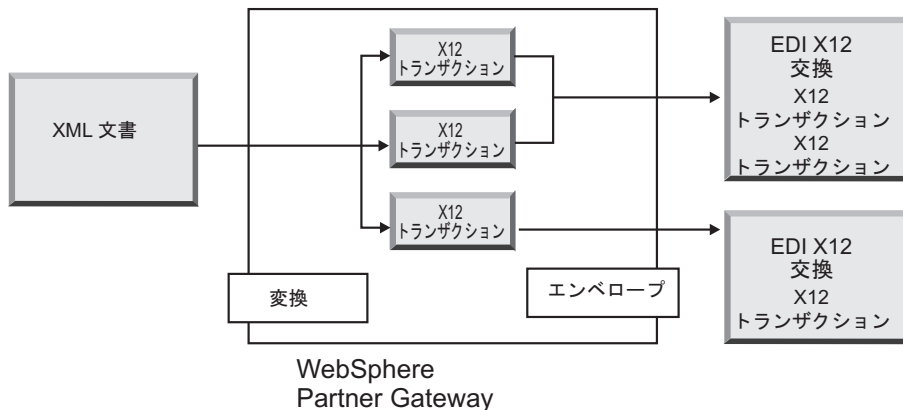 XML 文書
X12
トランザクション
X12
トランザクション
X12
トランザクション
変換
エンベロープ
WebSphere
Partner Gateway
EDI X12
交換
X12
トランザクション
X12
トランザクション
EDI X12
交換
X12
トランザクション